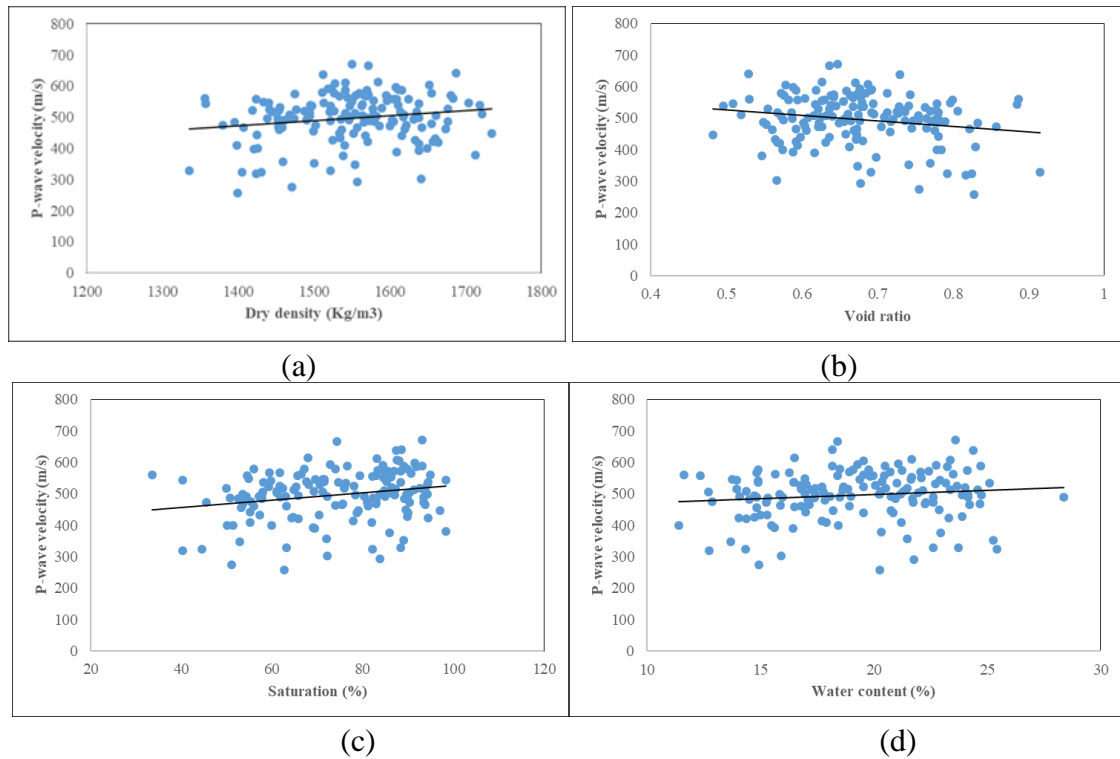 P-wave velocity (m/s)
800
700
600
500
400
300
200
100
0
1200 1300 1400 1500 1600 1700 1800
Dry density (Kg/m3)
(a)
P-wave velocity (m/s)
800
700
600
500
400
300
200
100
0
0.4 0.5 0.6 0.7 0.8 0.9 1
Void ratio
(b)
P-wave velocity (m/s)
800
700
600
500
400
300
200
100
0
20 40 60 80 100 120
Saturation (%)
(c)
P-wave velocity (m/s)
800
700
600
500
400
300
200
100
0
10 15 20 25 30
Water content (%)
(d)